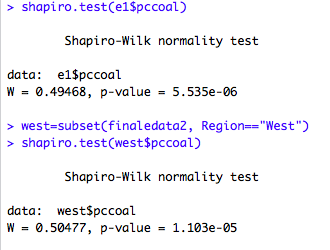 > shapiro.test(e1$pccoal)
Shapiro-Wilk normality test
data:  e1$pccoal
W = 0.49468, p-value = 5.535e-06
> west=subset(finaledata2, Region=="West")
> shapiro.test(west$pccoal)
Shapiro-Wilk normality test
data:  west$pccoal
W = 0.50477, p-value = 1.103e-05